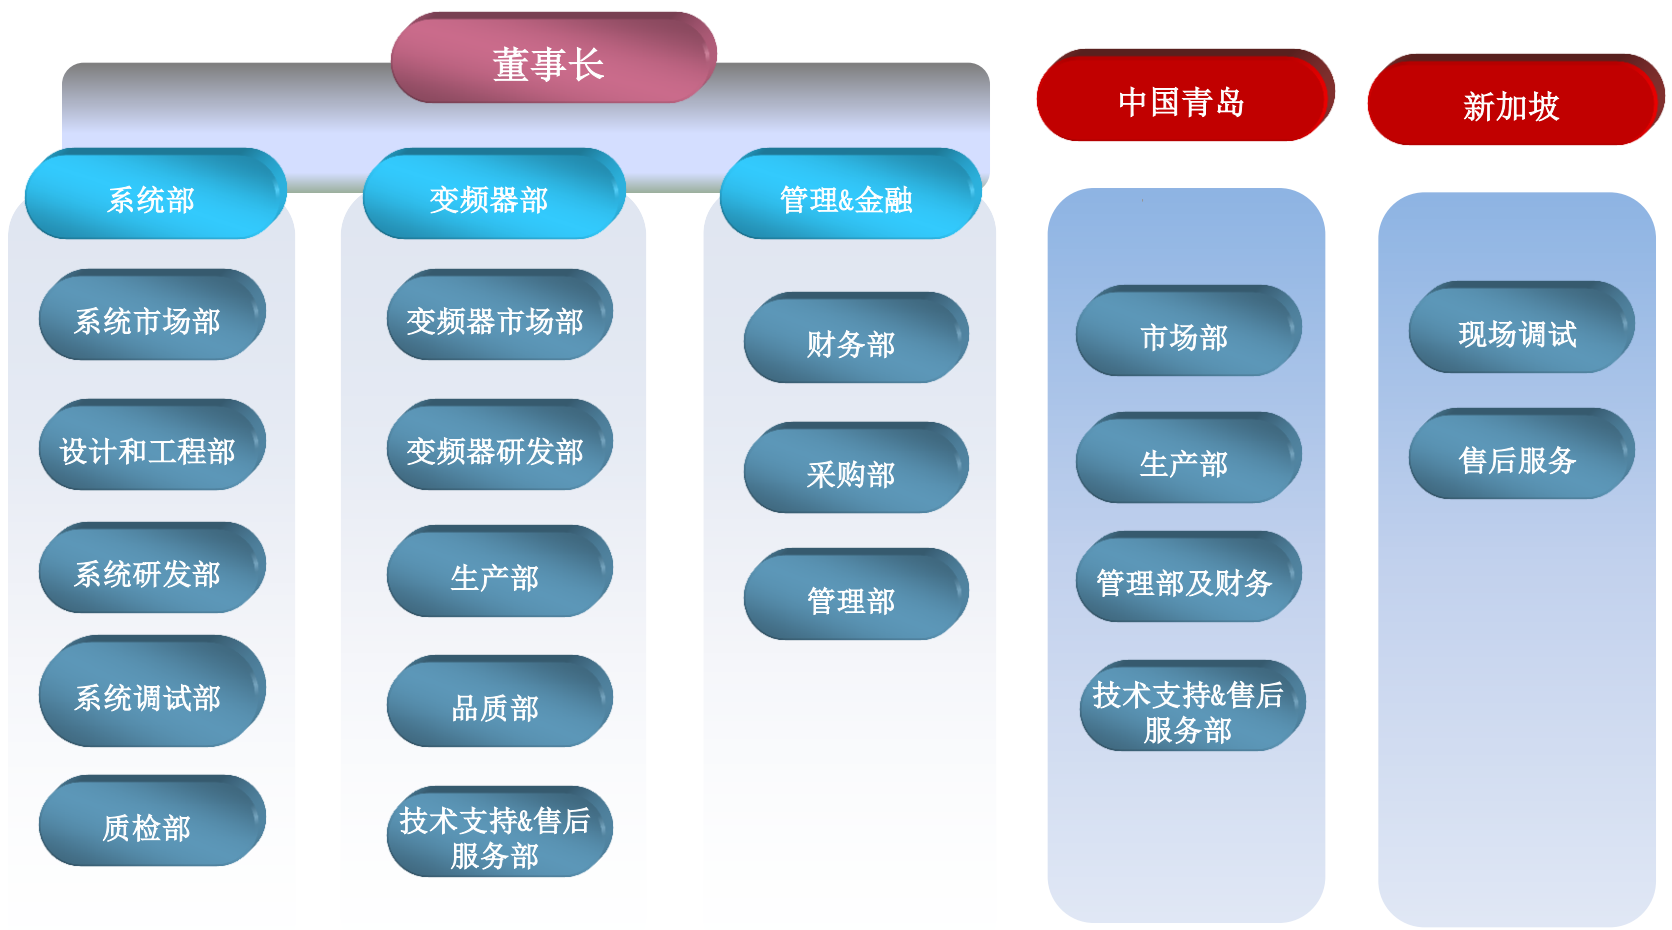 董事长
中国青岛
新加坡
系统部
变频器部
管理&金融
系统市场部
设计和工程部
系统研发部
系统调试部
质检部
变频器市场部
变频器研发部
生产部
品质部
技术支持&售后
服务部
财务部
采购部
管理部
市场部
生产部
管理部及财务
技术支持&售后
服务部
现场调试
售后服务